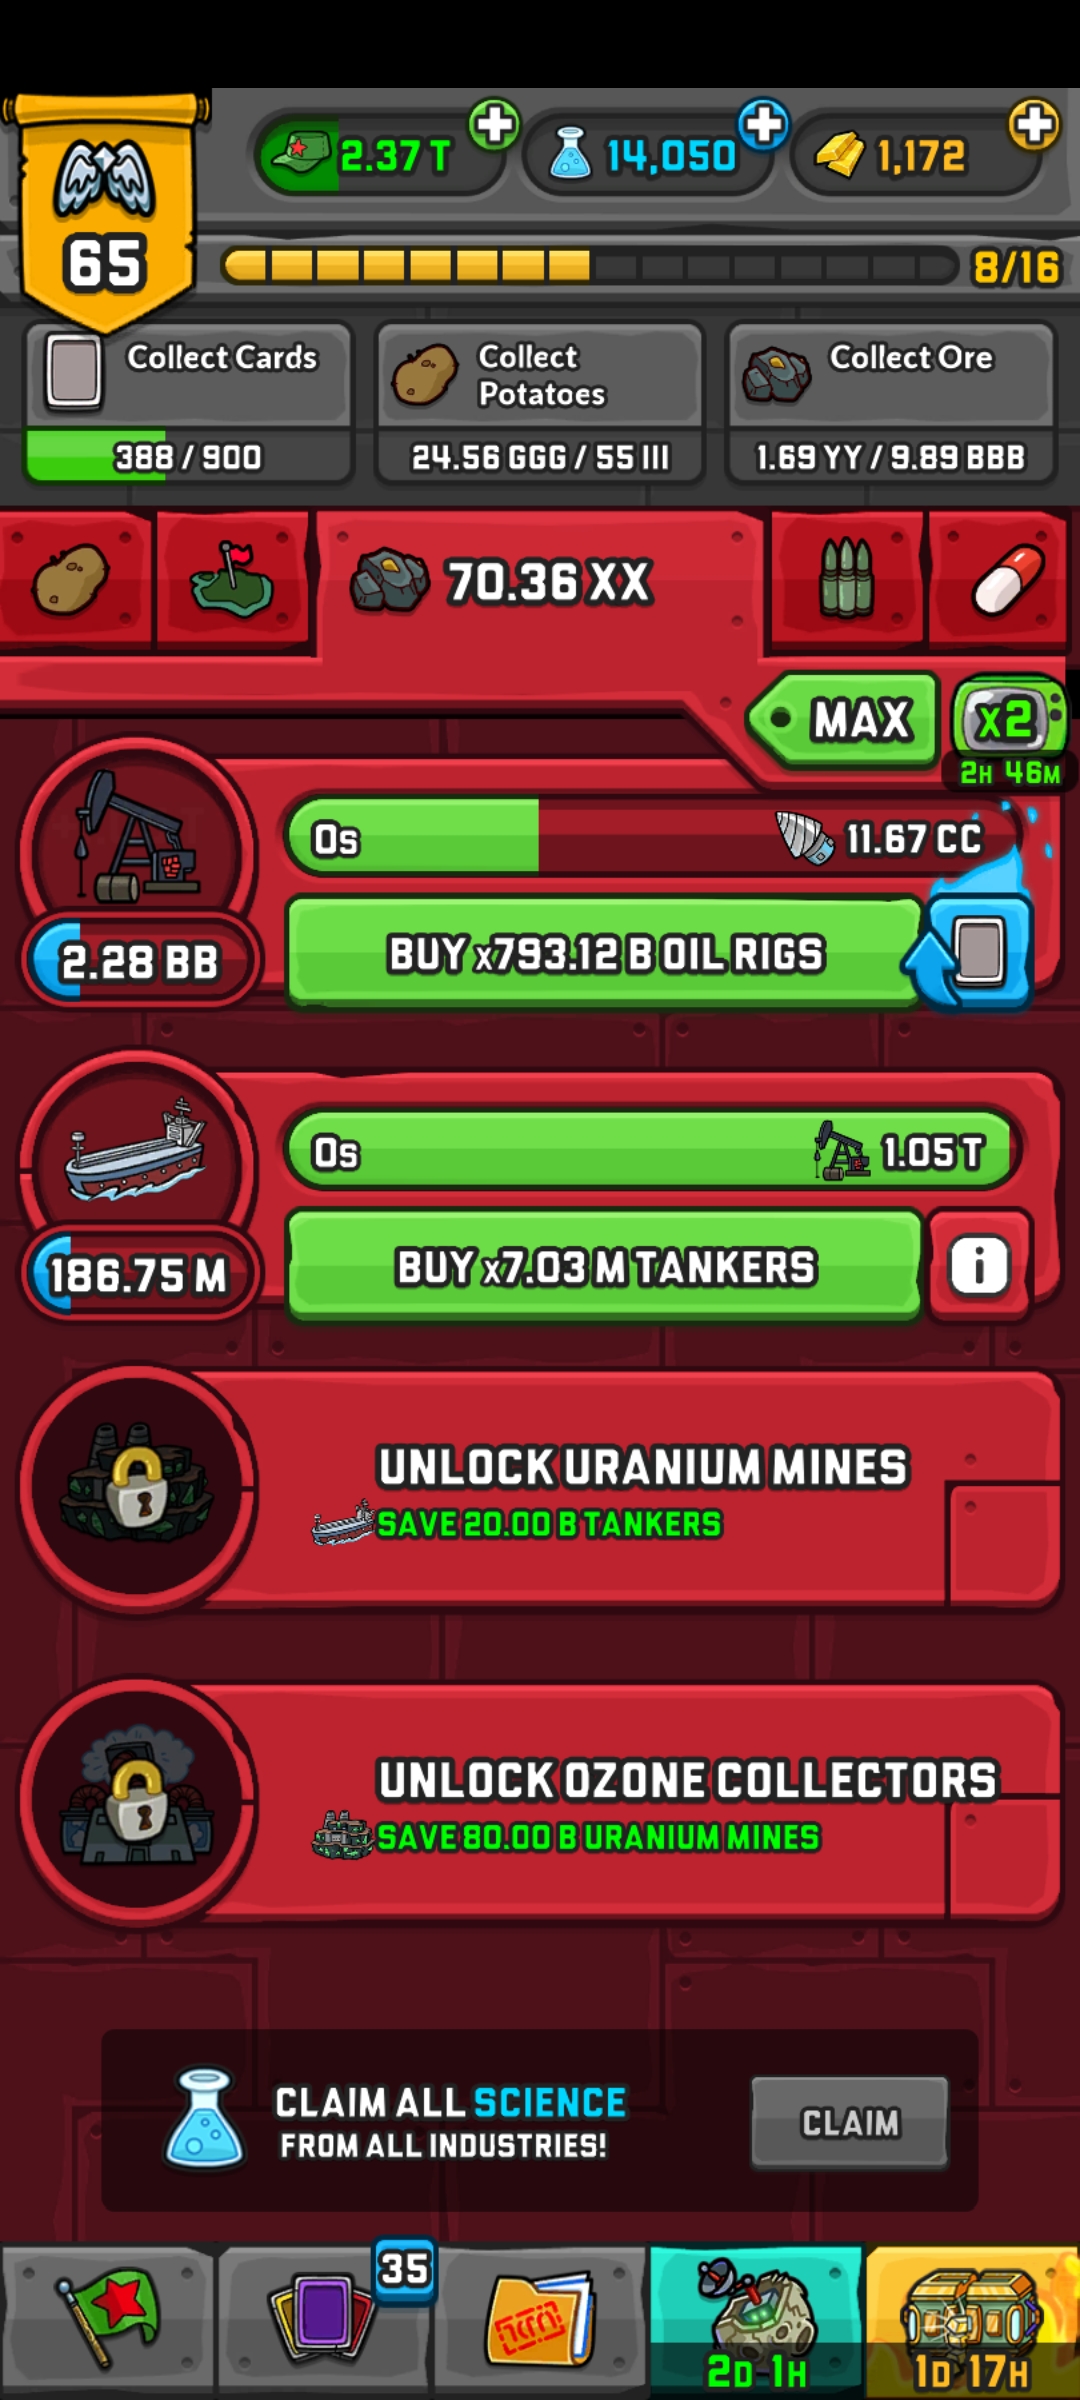 2.37 T
14,050
1,172
65
8/16
Collect Cards
388 / 900
Collect
Potatoes
24.56 GGG / 55 III
Collect Ore
1.69 YY / 9.89 BBB
70.36 XX
MAX
x2
2H 46M
0s
11.67 CC
2.28 BB
BUY x793.12 B OIL RIGS
0s
1.05 T
186.75 M
BUY x7.03 M TANKERS
i
UNLOCK URANIUM MINES
SAVE 20.00 B TANKERS
UNLOCK OZONE COLLECTORS
SAVE 80.00 B URANIUM MINES
CLAIM ALL SCIENCE
FROM ALL INDUSTRIES!
CLAIM
35
2D 1H
1D 17H